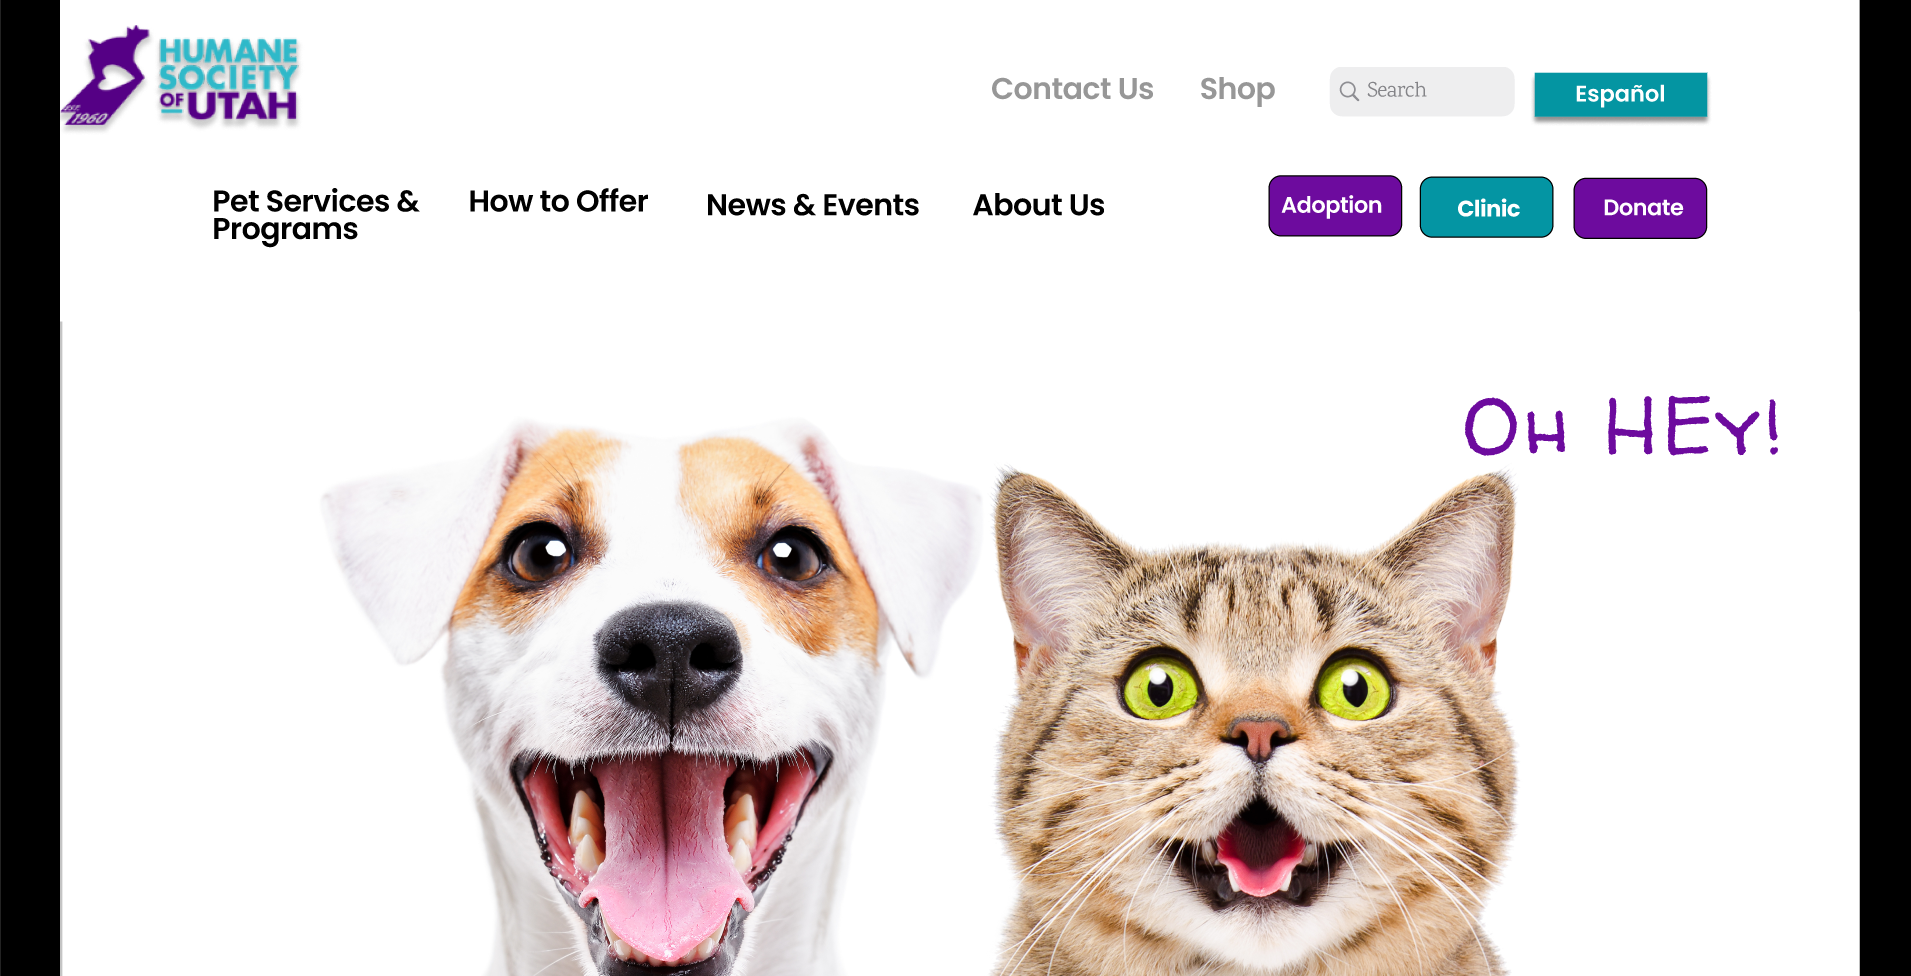 HUMANE
SOCIETY
OF UTAH
EST.
1960
Contact Us
Shop
Search
Español
Pet Services &
Programs
How to Offer
News & Events
About Us
Adoption
Clinic
Donate
OH HEy!